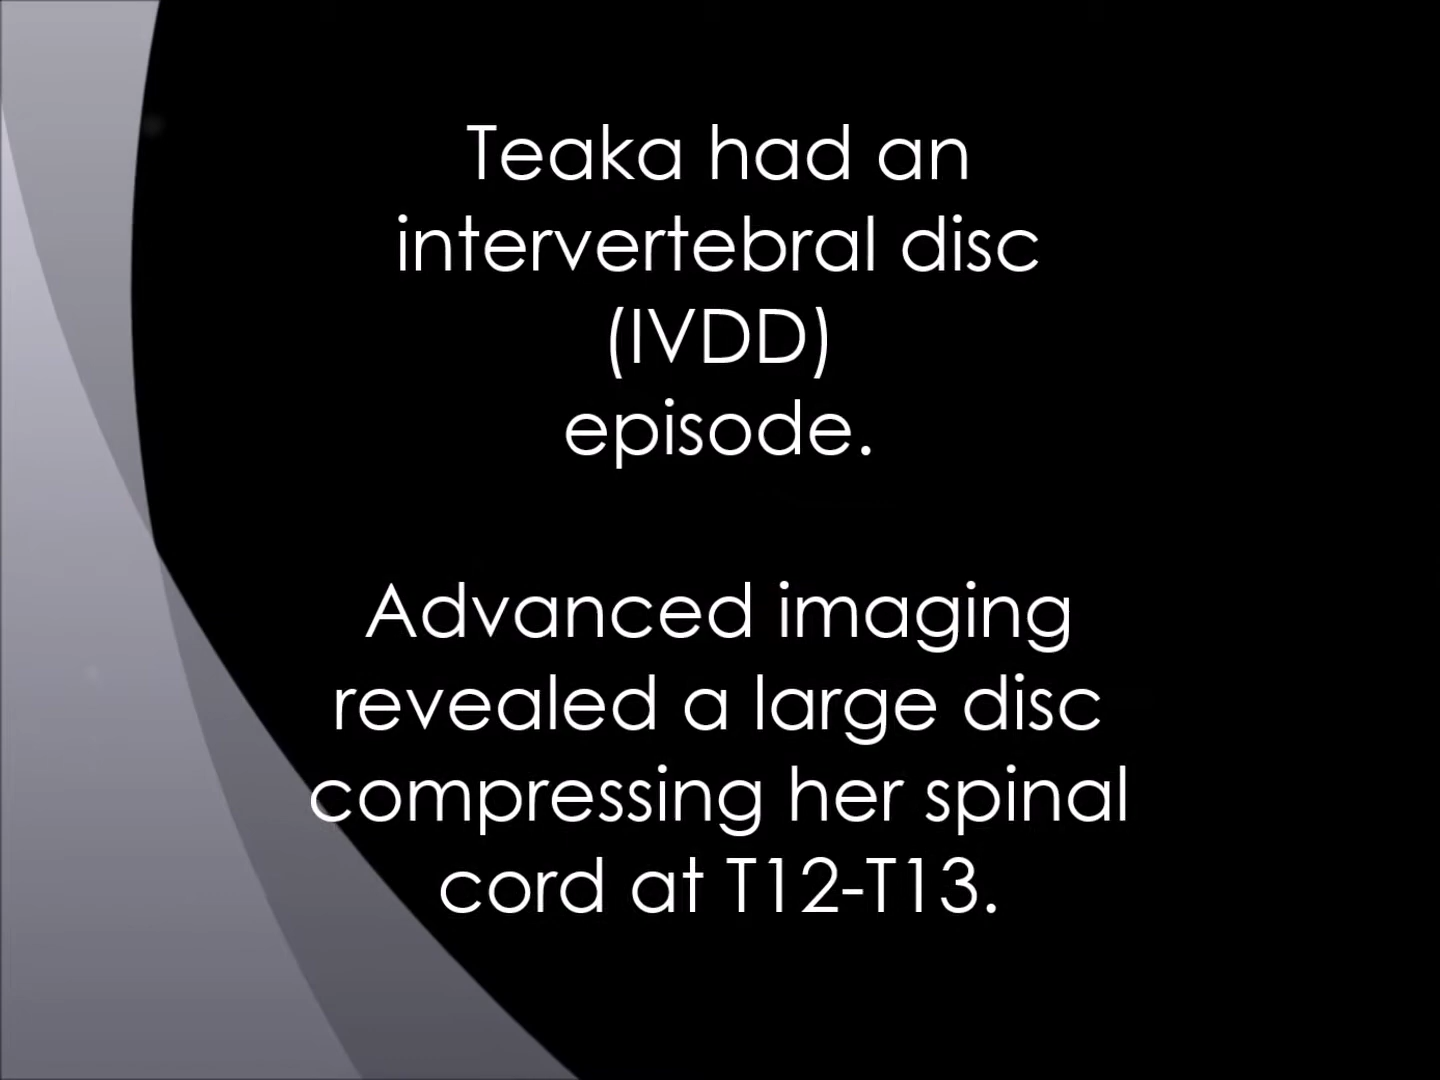 Teaka had an
intervertebral disc
(IVDD)
episode.
Advanced imaging
revealed a large disc
compressing her spinal
cord at T12-T13.